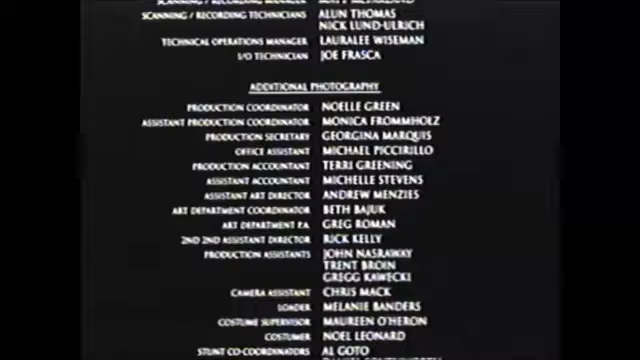 SCANNING / RECORDING MANAGER
SCANNING / RECORDING TECHNICIANS ALUN THOMAS
NICK LUND-ULRICH
TECHNICAL OPERATIONS MANAGER LAURALEE WISEMAN
I/O TECHNICIAN JOE FRASCA
ADDITIONAL PHOTOGRAPHY
PRODUCTION COORDINATOR NOELLE GREEN
ASSISTANT PRODUCTION COORDINATOR MONICA FROMMHOLZ
PRODUCTION SECRETARY GEORGINA MARQUIS
OFFICE ASSISTANT MICHAEL PICCIRILLO
PRODUCTION ACCOUNTANT TERRI GREENING
ASSISTANT ACCOUNTANT MICHELLE STEVENS
ASSISTANT ART DIRECTOR ANDREW MENZIES
ART DEPARTMENT COORDINATOR BETH BAJUK
ART DEPARTMENT P.A. GREG ROMAN
2ND 2ND ASSISTANT DIRECTOR RICK KELLY
PRODUCTION ASSISTANTS JOHN NASRAWAY
TRENT BROIN
GREGG KAWECKI
CAMERA ASSISTANT CHRIS MACK
LOADER MELANIE BANDERS
COSTUME SUPERVISOR MAUREEN O'HERON
COSTUMER NOEL LEONARD
STUNT CO-COORDINATORS AL GOTO